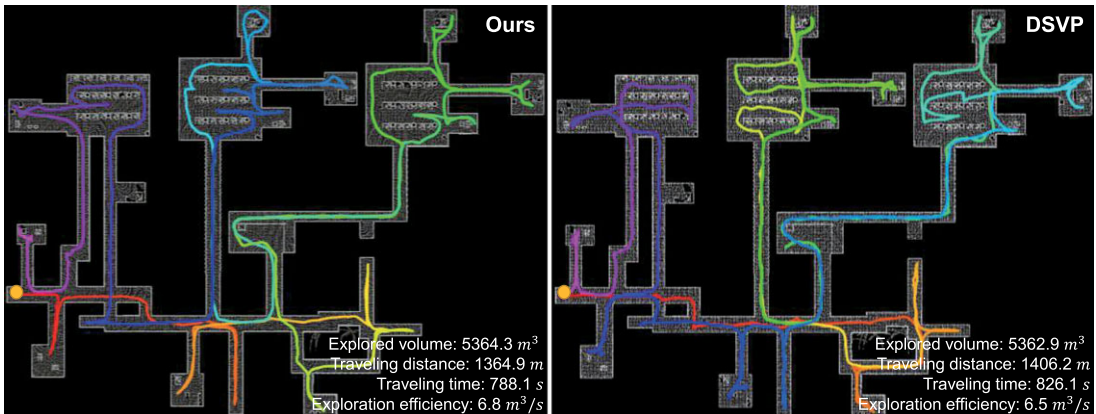 Ours
Explored volume: 5364.3 m³
Traveling distance: 1364.9 m
Traveling time: 788.1 s
Exploration efficiency: 6.8 m³/s
DSVP
Explored volume: 5362.9 m³
Traveling distance: 1406.2 m
Traveling time: 826.1 s
Exploration efficiency: 6.5 m³/s